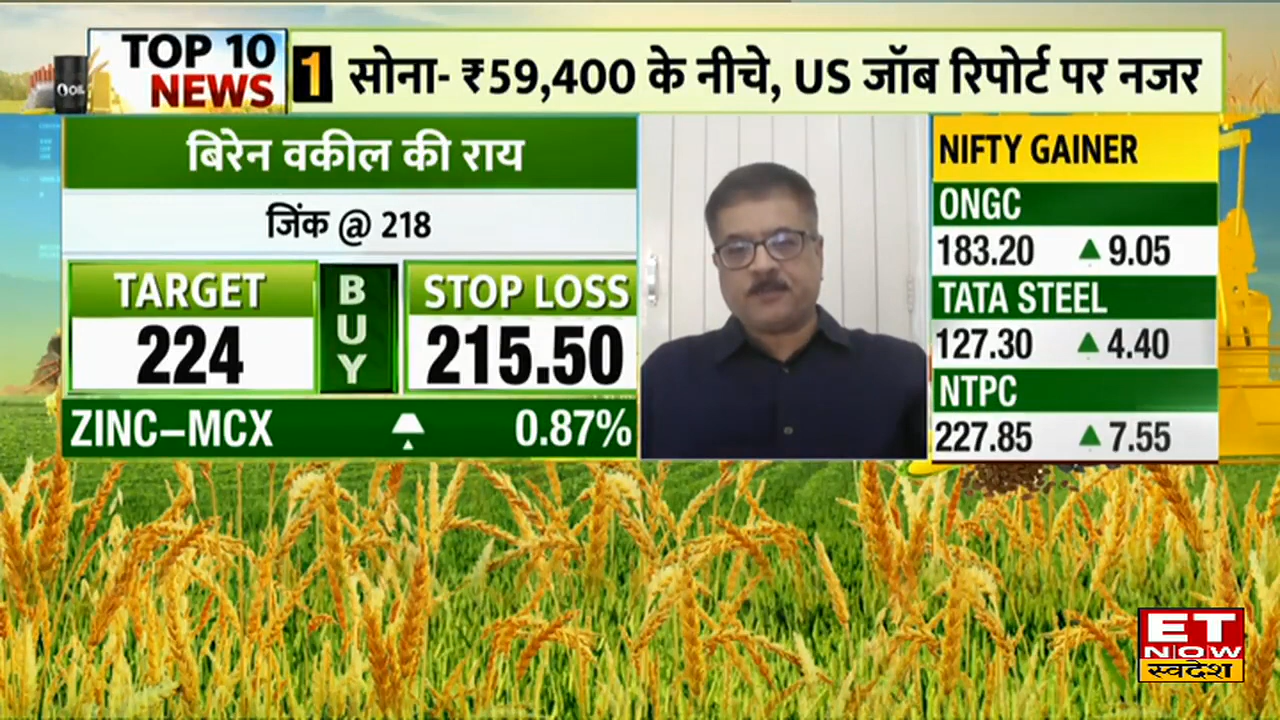 TOP 10
NEWS
1 सोना- ₹59,400 के नीचे, US जॉब रिपोर्ट पर नजर
OIL
बिरेन वकील की राय
जिंक @ 218
TARGET
224
BUY
STOP LOSS
215.50
ZINC–MCX 0.87%
NIFTY GAINER
ONGC
183.20 ▲ 9.05
TATA STEEL
127.30 ▲ 4.40
NTPC
227.85 ▲ 7.55
ET
NOW
स्वदेश